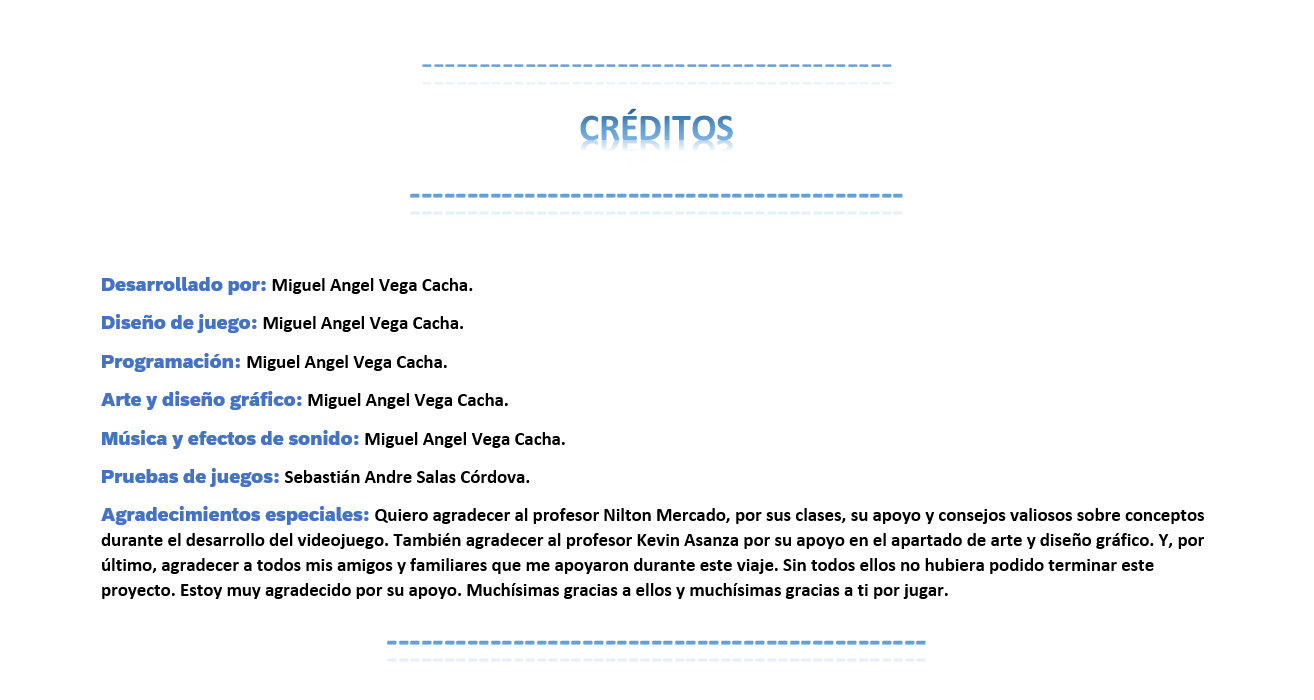 CRÉDITOS
Desarrollado por: Miguel Angel Vega Cacha.
Diseño de juego: Miguel Angel Vega Cacha.
Programación: Miguel Angel Vega Cacha.
Arte y diseño gráfico: Miguel Angel Vega Cacha.
Música y efectos de sonido: Miguel Angel Vega Cacha.
Pruebas de juegos: Sebastián Andre Salas Córdova.
Agradecimientos especiales: Quiero agradecer al profesor Nilton Mercado, por sus clases, su apoyo y consejos valiosos sobre conceptos
durante el desarrollo del videojuego. También agradecer al profesor Kevin Asanza por su apoyo en el apartado de arte y diseño gráfico. Y, por
último, agradecer a todos mis amigos y familiares que me apoyaron durante este viaje. Sin todos ellos no hubiera podido terminar este
proyecto. Estoy muy agradecido por su apoyo. Muchísimas gracias a ellos y muchísimas gracias a ti por jugar.